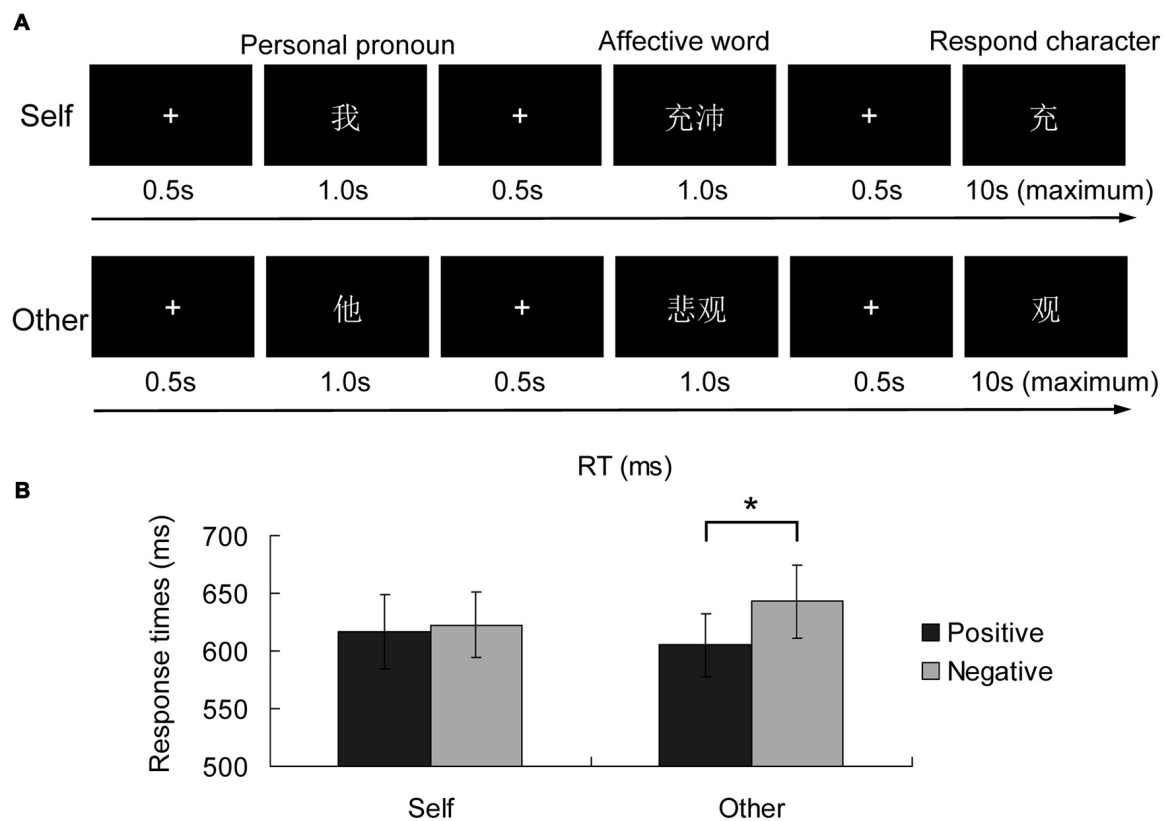 A
Personal pronoun Affective word Respond character
Self + 我 + 充沛 + 充
0.5s 1.0s 0.5s 1.0s 0.5s 10s (maximum)
Other + 他 + 悲观 + 观
0.5s 1.0s 0.5s 1.0s 0.5s 10s (maximum)
B
RT (ms)
*
Response times (ms)
700
650
600
550
500
Self Other
Positive
Negative